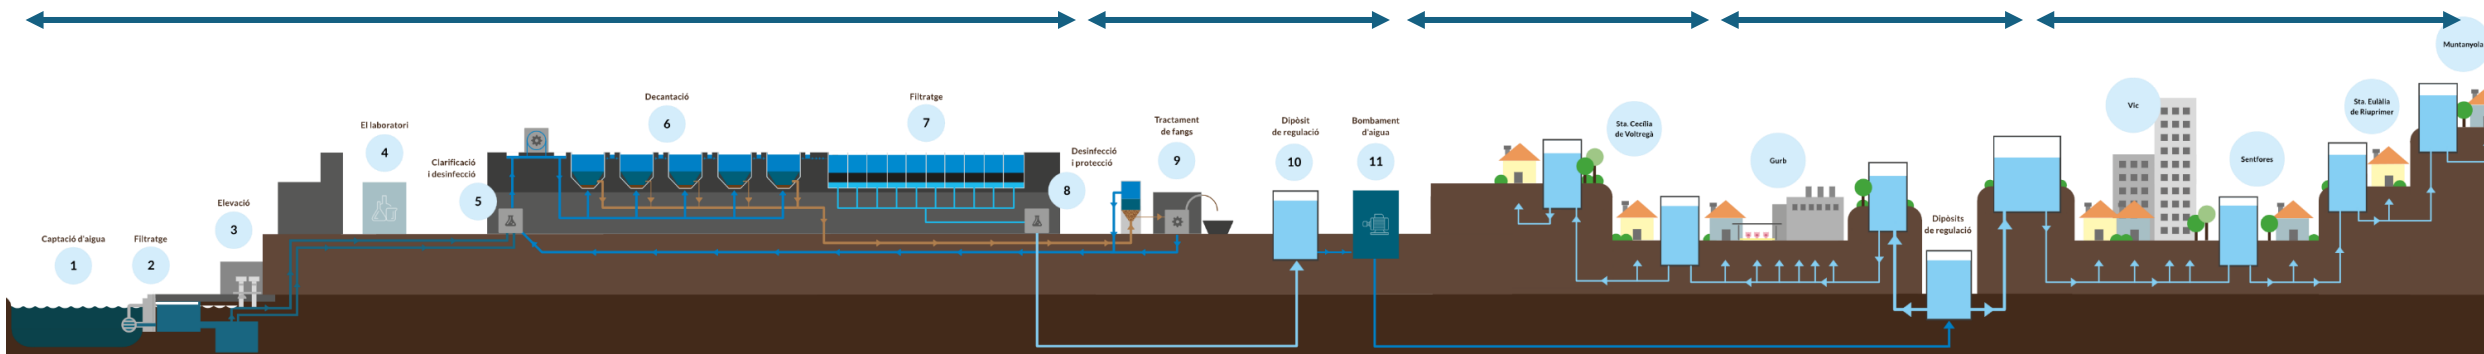 Captació d'aigua
1
Filtratge
2
Elevació
3
El laboratori
4
Clarificació
i desinfecció
5
Decantació
6
Filtratge
7
Desinfecció
i protecció
8
Tractament
de fangs
9
Dipòsit
de regulació
10
Bombament
d'aigua
11
Sta. Cecília
de Voltregà
Gurb
Dipòsits
de regulació
Vic
Sentfores
Sta. Eulàlia
de Riuprimer
Muntanyola